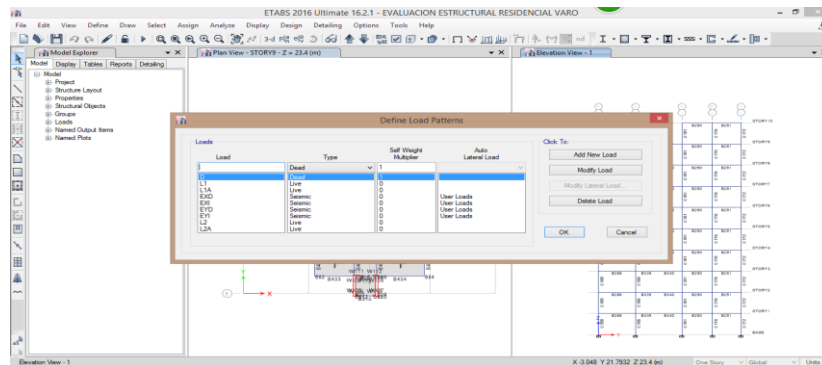 ETABS 2016 Ultimate 16.2.1 - EVALUACION ESTRUCTURAL RESIDENCIAL VARO
File Edit View Define Draw Select Assign Analyze Display Design Detailing Options Tools Help
3-d
nd
Model Explorer
Plan View - STORY9 - Z = 23.4 (m)
Elevation View - 1
Model Display Tables Reports Detailing
Model
Project
Structure Layout
Properties
Structural Objects
Groups
Loads
Named Output Items
Named Plots
Define Load Patterns
Loads
Click To:
Load Type Self Weight Multiplier Auto Lateral Load
Dead 1
D Dead 1
L1 Live 0
L1A Live 0
EXD Seismic 0 User Loads
EXI Seismic 0 User Loads
EYD Seismic 0 User Loads
EYI Seismic 0 User Loads
L2 Live 0
L2A Live 0
Add New Load
Modify Load
Modify Lateral Load...
Delete Load
OK Cancel
STORY10
STORY9
STORY8
STORY7
STORY6
STORY5
STORY4
STORY3
STORY2
STORY1
BASE
B433
B434
X
Y
Elevation View - 1
X -3.048 Y 21.7932 Z 23.4 (m)
One Story Global Units